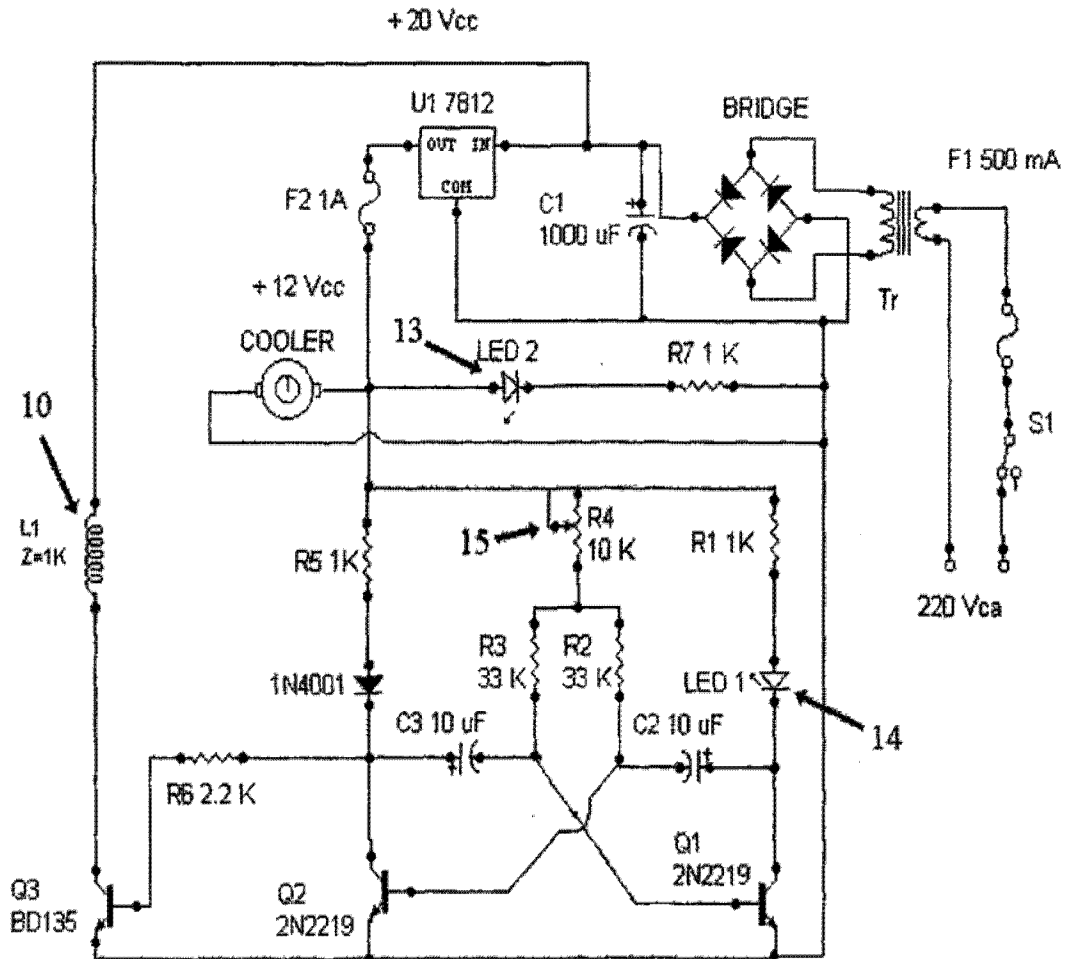 + 20 Vcc
U1 7812
OUT IN
COM
BRIDGE
F1 500 mA
F2 1A
C1
1000 uF
Tr
+ 12 Vcc
COOLER
13
LED 2
R7 1 K
S1
10
L1
Z=1K
15
R4
10 K
R5 1K
R1 1K
220 Vca
R3
33 K
R2
33 K
1N4001
LED 1
14
C3 10 uF
C2 10 uF
R6 2.2 K
Q3
BD135
Q2
2N2219
Q1
2N2219